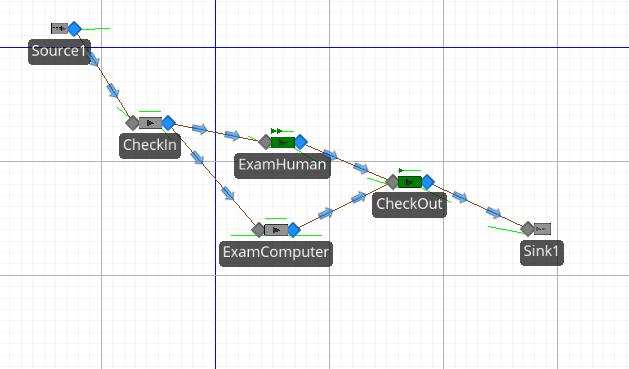 Source1
CheckIn
ExamHuman
CheckOut
ExamComputer
Sink1